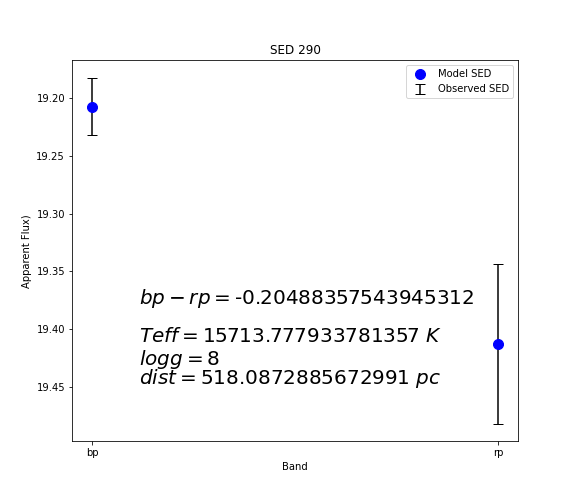 SED 290
Model SED
Observed SED
19.20
19.25
19.30
19.35
19.40
19.45
Apparent Flux)
bp − rp = -0.20488357543945312
Teff = 15713.777933781357 K
logg = 8
dist = 518.0872885672991 pc
bp
rp
Band